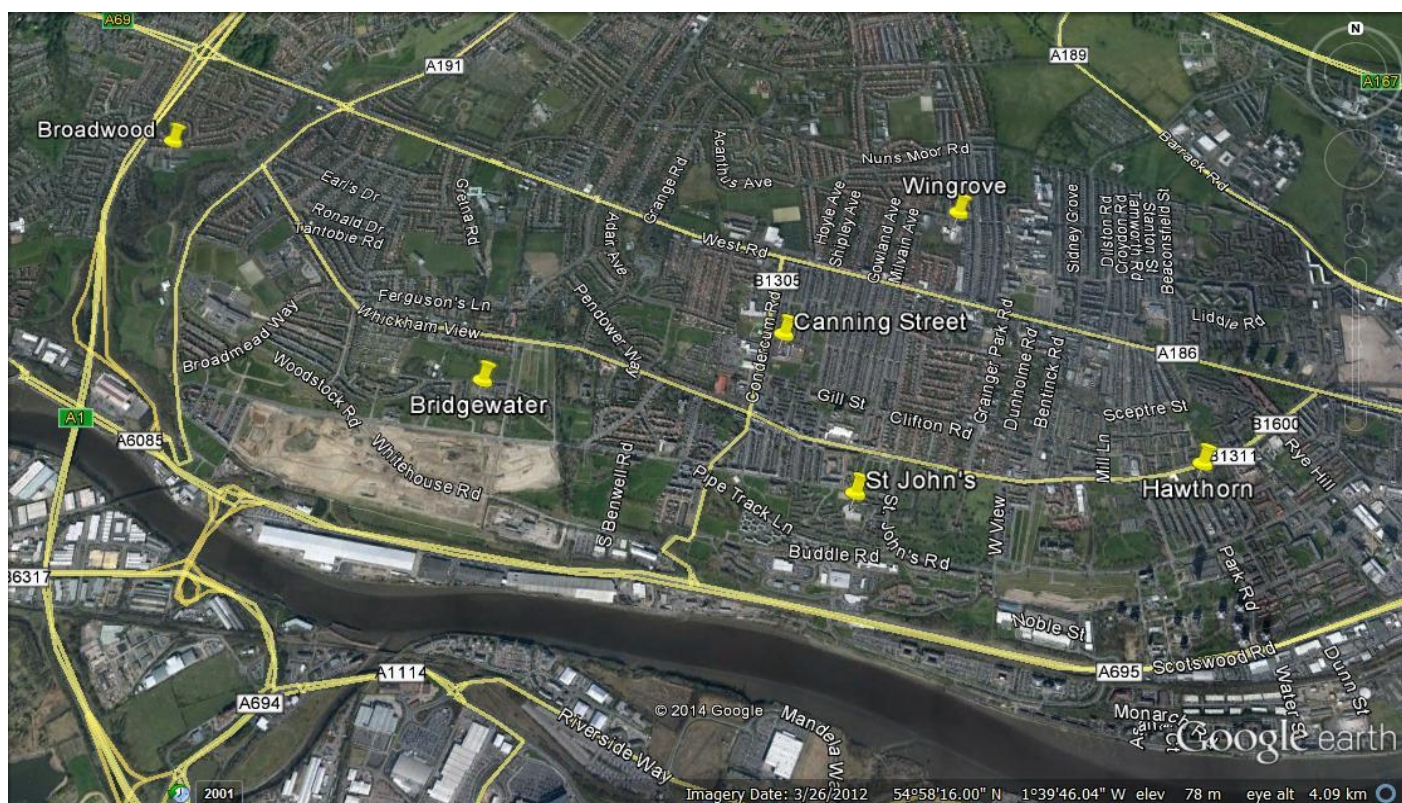 A69
A191
A189
N
A167
Broadwood
Barrack Rd
Acanthus Ave
Nuns Moor Rd
Wingrove
Earl's Dr
Ronald Dr
Tantobie Rd
Gelna Rd
Grange Rd
Adair Ave
West Rd
Hoyle Ave
Shipley Ave
Gowland Ave
Milvain Ave
Sidney Grove
Dilston Rd
Croydon Rd
Tamworth Rd
Stanton St
Beaconsfield St
B1305
Ferguson's Ln
Whickham View
Pendower Way
Broadmead Way
Woodstock Rd
Condercum Rd
Canning Street
Liddle Rd
A186
Grainger Park Rd
Dunholme Rd
Bentinck Rd
Bridgewater
Gill St
Clifton Rd
Sceptre St
A1
A6085
B1600
Whitehouse Rd
S Benwell Rd
Pipe Track Ln
St John's
St. John's Rd
Mill Ln
B1311
Hawthorn
Rye Hill
W View
Buddle Rd
B6317
Park Rd
Noble St
A695
Scotswood Rd
Water St
Dunn St
A1114
A694
Riverside Way
© 2014 Google
Mandela Wa
Monarch Rd
Google earth
2001
Imagery Date: 3/26/2012 54°58'16.00" N 1°39'46.04" W elev 78 m eye alt 4.09 km